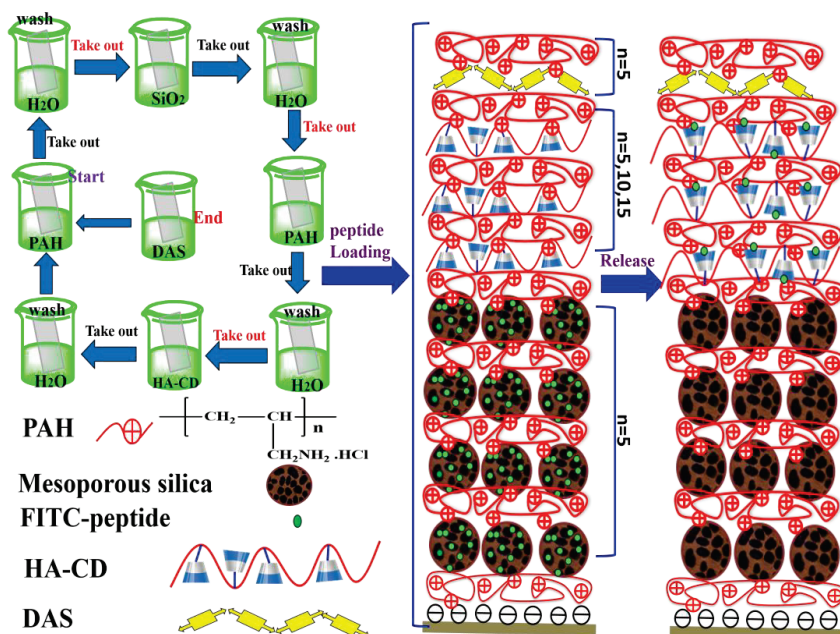 wash
H2O
Take out
SiO2
Take out
wash
H2O
Take out
Take out
Start
PAH
End
DAS
PAH
Take out
wash
H2O
Take out
HA-CD
Take out
wash
H2O
peptide
Loading
PAH
CH2
CH
n
CH2NH2 .HCl
Mesoporous silica
FITC-peptide
HA-CD
DAS
n=5
n=5,10,15
n=5
Release